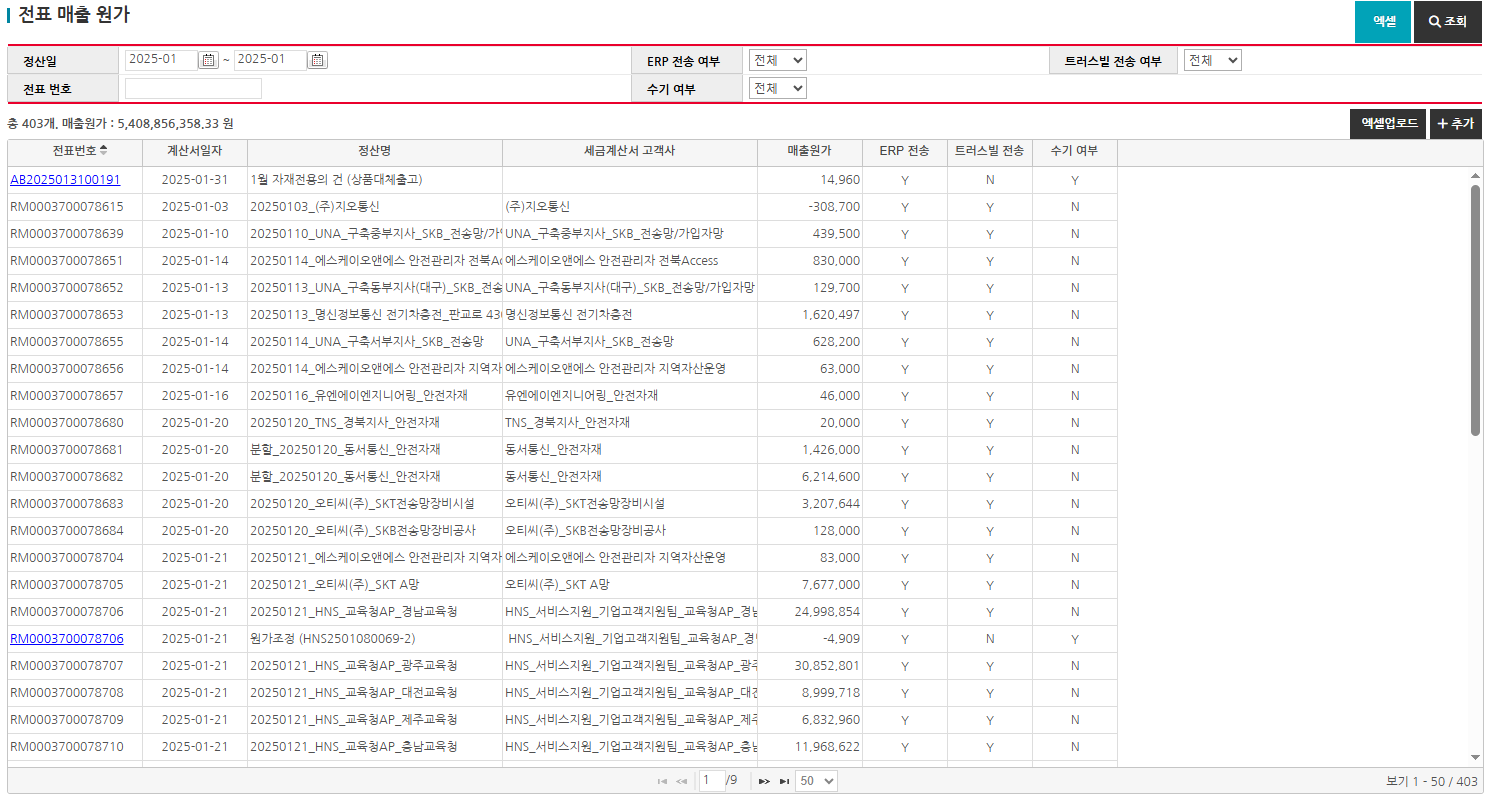 전표 매출 원가
엑셀 조회
정산일 2025-01 ~ 2025-01 ERP 전송 여부 전체 트러스빌 전송 여부 전체
전표 번호 수기 여부 전체
총 403개, 매출원가 : 5,408,856,358.33 원 엑셀업로드 + 추가
전표번호 계산서일자 정산명 세금계산서 고객사 매출원가 ERP 전송 트러스빌 전송 수기 여부
AB2025013100191 2025-01-31 1월 자재전용의 건 (상품대체출고) 14,960 Y N Y
RM0003700078615 2025-01-03 20250103_(주)지오통신 (주)지오통신 -308,700 Y Y N
RM0003700078639 2025-01-10 20250110_UNA_구축중부지사_SKB_전송망/가 UNA_구축중부지사_SKB_전송망/가입자망 439,500 Y Y N
RM0003700078651 2025-01-14 20250114_에스케이오앤에스 안전관리자 전북A 에스케이오앤에스 안전관리자 전북Access 830,000 Y Y N
RM0003700078652 2025-01-13 20250113_UNA_구축동부지사(대구)_SKB_전송 UNA_구축동부지사(대구)_SKB_전송망/가입자망 129,700 Y Y N
RM0003700078653 2025-01-13 20250113_명신정보통신 전기차충전_판교로 43 명신정보통신 전기차충전 1,620,497 Y Y N
RM0003700078655 2025-01-14 20250114_UNA_구축서부지사_SKB_전송망 UNA_구축서부지사_SKB_전송망 628,200 Y Y N
RM0003700078656 2025-01-14 20250114_에스케이오앤에스 안전관리자 지역자 에스케이오앤에스 안전관리자 지역자산운영 63,000 Y Y N
RM0003700078657 2025-01-16 20250116_유엔에이엔지니어링_안전자재 유엔에이엔지니어링_안전자재 46,000 Y Y N
RM0003700078680 2025-01-20 20250120_TNS_경북지사_안전자재 TNS_경북지사_안전자재 20,000 Y Y N
RM0003700078681 2025-01-20 분할_20250120_동서통신_안전자재 동서통신_안전자재 1,426,000 Y Y N
RM0003700078682 2025-01-20 분할_20250120_동서통신_안전자재 동서통신_안전자재 6,214,600 Y Y N
RM0003700078683 2025-01-20 20250120_오티씨(주)_SKT전송망장비시설 오티씨(주)_SKT전송망장비시설 3,207,644 Y Y N
RM0003700078684 2025-01-20 20250120_오티씨(주)_SKB전송망장비공사 오티씨(주)_SKB전송망장비공사 128,000 Y Y N
RM0003700078704 2025-01-21 20250121_에스케이오앤에스 안전관리자 지역자 에스케이오앤에스 안전관리자 지역자산운영 83,000 Y Y N
RM0003700078705 2025-01-21 20250121_오티씨(주)_SKT A망 오티씨(주)_SKT A망 7,677,000 Y Y N
RM0003700078706 2025-01-21 20250121_HNS_교육청AP_경남교육청 HNS_서비스지원_기업고객지원팀_교육청AP_경남 24,998,854 Y Y N
RM0003700078706 2025-01-21 원가조정 (HNS2501080069-2) HNS_서비스지원_기업고객지원팀_교육청AP_경 -4,909 Y N Y
RM0003700078707 2025-01-21 20250121_HNS_교육청AP_광주교육청 HNS_서비스지원_기업고객지원팀_교육청AP_광주 30,852,801 Y Y N
RM0003700078708 2025-01-21 20250121_HNS_교육청AP_대전교육청 HNS_서비스지원_기업고객지원팀_교육청AP_대전 8,999,718 Y Y N
RM0003700078709 2025-01-21 20250121_HNS_교육청AP_제주교육청 HNS_서비스지원_기업고객지원팀_교육청AP_제주 6,832,960 Y Y N
RM0003700078710 2025-01-21 20250121_HNS_교육청AP_충남교육청 HNS_서비스지원_기업고객지원팀_교육청AP_충남 11,968,622 Y Y N
1 /9 50 보기 1 - 50 / 403